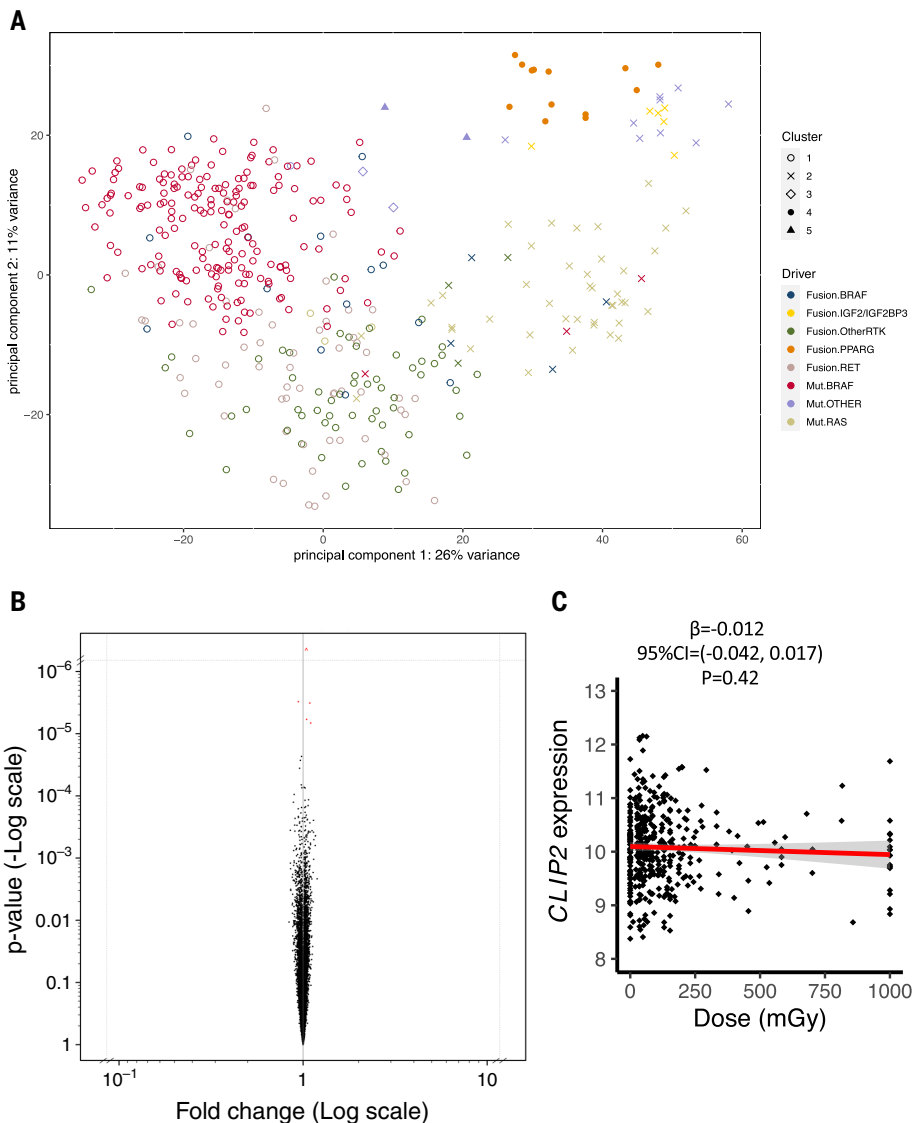 A
20
0
−20
principal component 2: 11% variance
−20
0
20
40
60
principal component 1: 26% variance
Cluster
1
2
3
4
5
Driver
Fusion.BRAF
Fusion.IGF2/IGF2BP3
Fusion.OtherRTK
Fusion.PPARG
Fusion.RET
Mut.BRAF
Mut.OTHER
Mut.RAS
B
10⁻⁶
10⁻⁵
10⁻⁴
10⁻³
0.01
0.1
1
p-value (-Log scale)
10⁻¹
1
10
Fold change (Log scale)
C
β=-0.012
95%CI=(-0.042, 0.017)
P=0.42
13
12
11
10
9
8
CLIP2 expression
0
250
500
750
1000
Dose (mGy)